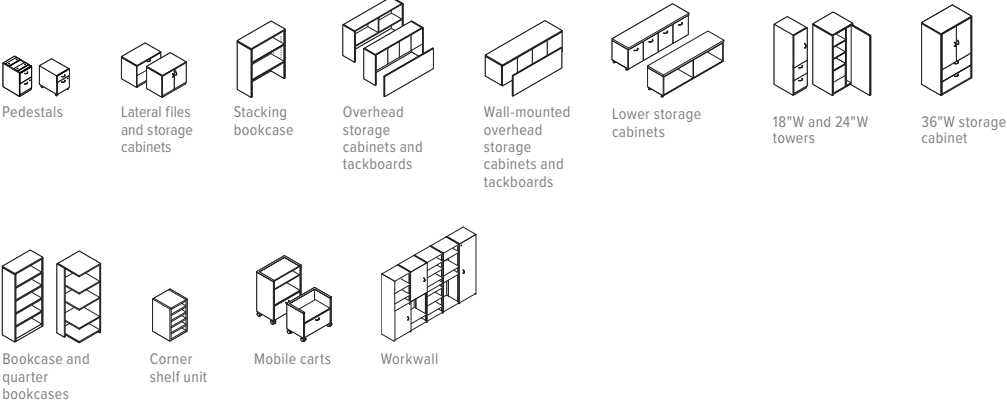 Pedestals
Lateral files
and storage
cabinets
Stacking
bookcase
Overhead
storage
cabinets and
tackboards
Wall-mounted
overhead
storage
cabinets and
tackboards
Lower storage
cabinets
18"W and 24"W
towers
36"W storage
cabinet
Bookcase and
quarter
bookcases
Corner
shelf unit
Mobile carts
Workwall